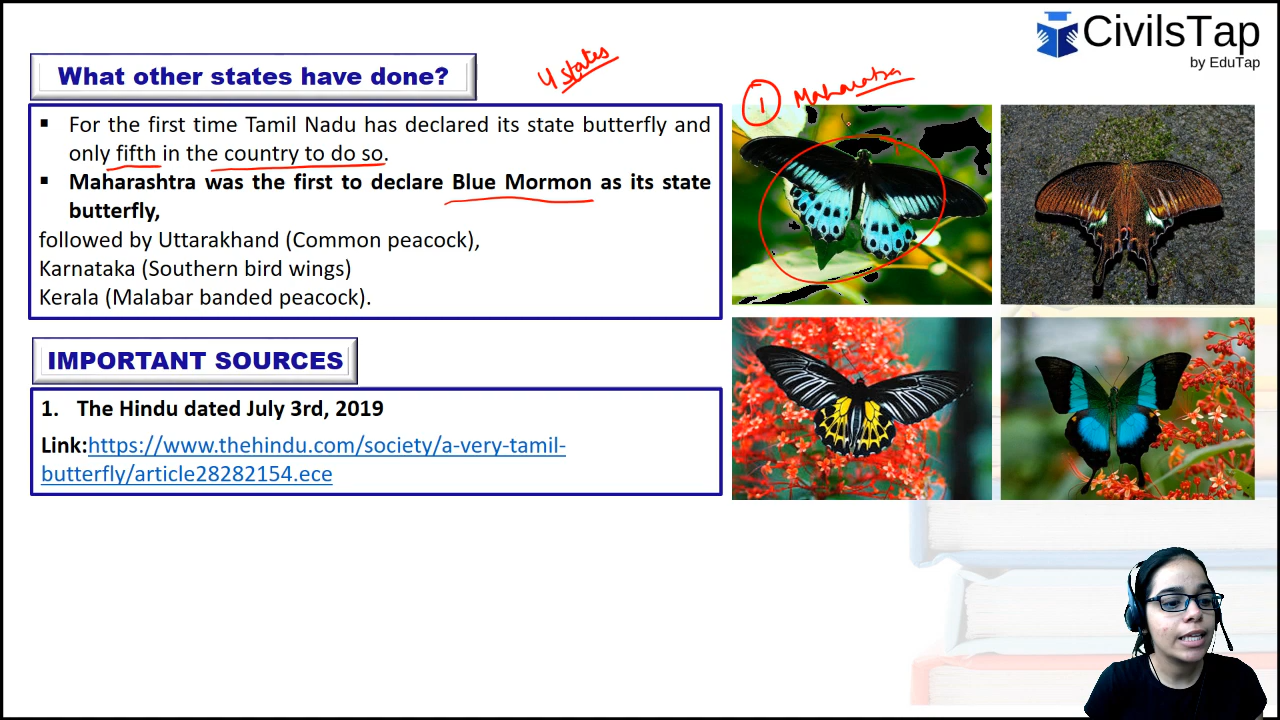 CivilsTap
by EduTap
What other states have done?
4 states
1 Maharastra
▪ For the first time Tamil Nadu has declared its state butterfly and
only fifth in the country to do so.
▪ Maharashtra was the first to declare Blue Mormon as its state
butterfly,
followed by Uttarakhand (Common peacock),
Karnataka (Southern bird wings)
Kerala (Malabar banded peacock).
IMPORTANT SOURCES
1. The Hindu dated July 3rd, 2019
Link:https://www.thehindu.com/society/a-very-tamil-
butterfly/article28282154.ece